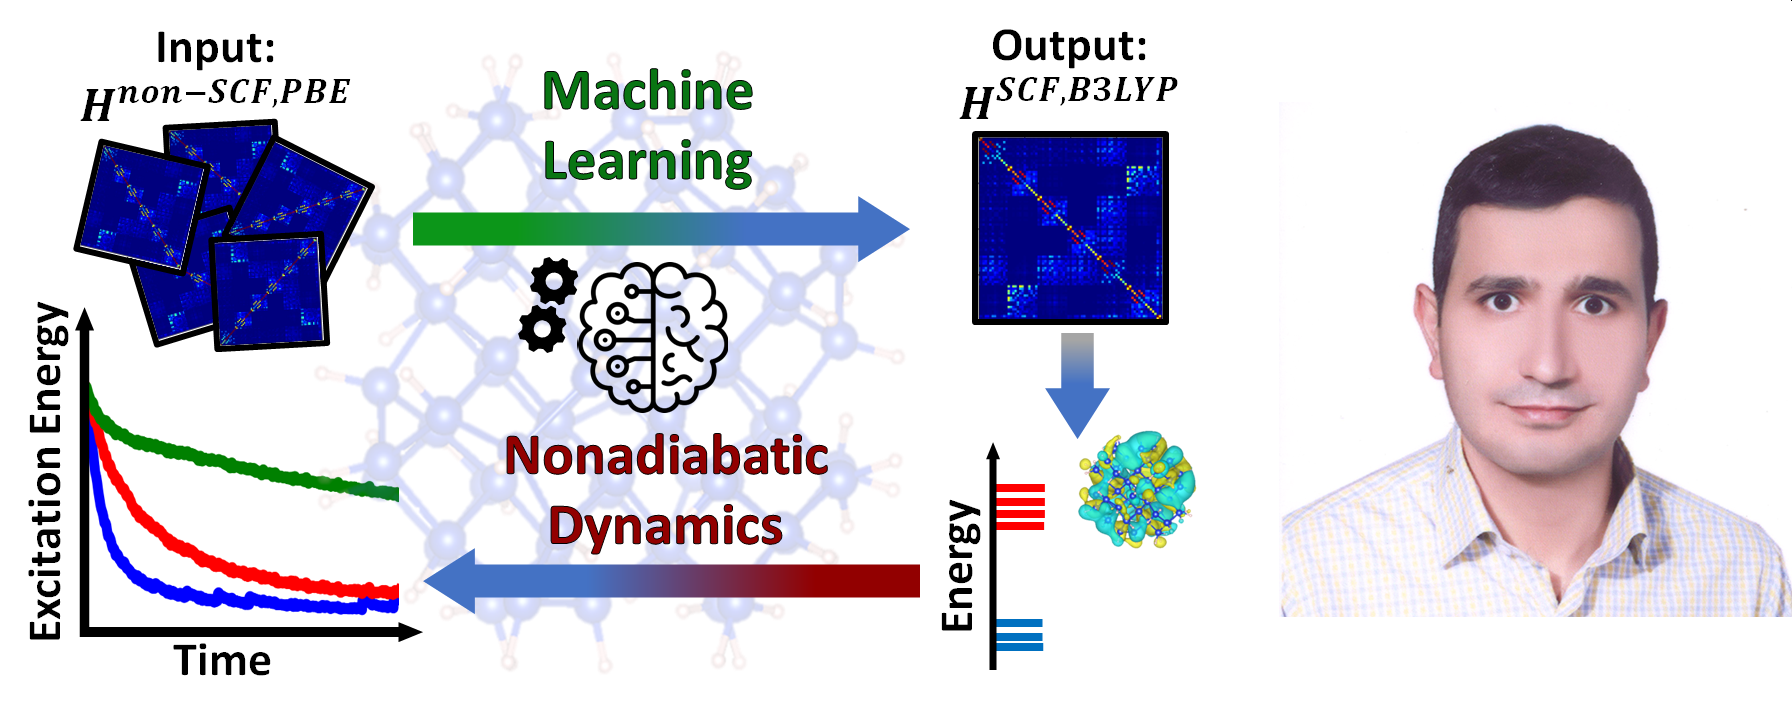 Input:
H^{non-SCF,PBE}
Machine
Learning
Output:
H^{SCF,B3LYP}
Excitation Energy
Time
Nonadiabatic
Dynamics
Energy